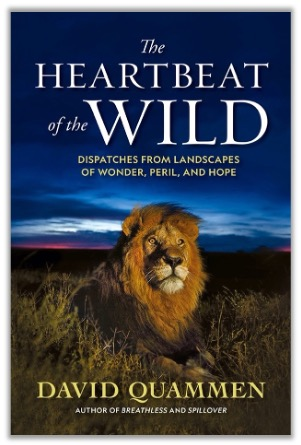 The
HEARTBEAT
of the WILD
DISPATCHES FROM LANDSCAPES
OF WONDER, PERIL, AND HOPE
DAVID QUAMMEN
AUTHOR OF BREATHLESS AND SPILLOVER